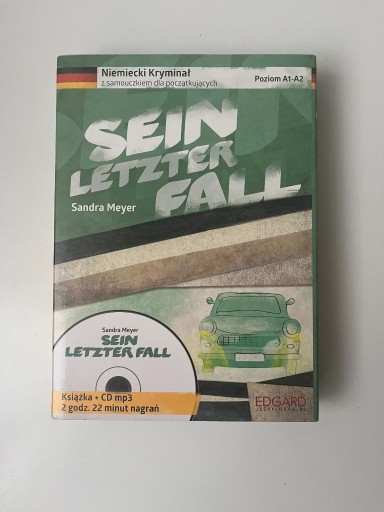 Niemiecki Kryminał
z samouczkiem dla początkujących
Poziom A1-A2
SEIN
LETZTER
FALL
Sandra Meyer
Sandra Meyer
SEIN
LETZTER FALL
Książka + CD mp3
2 godz. 22 minut nagrań
EDGARD